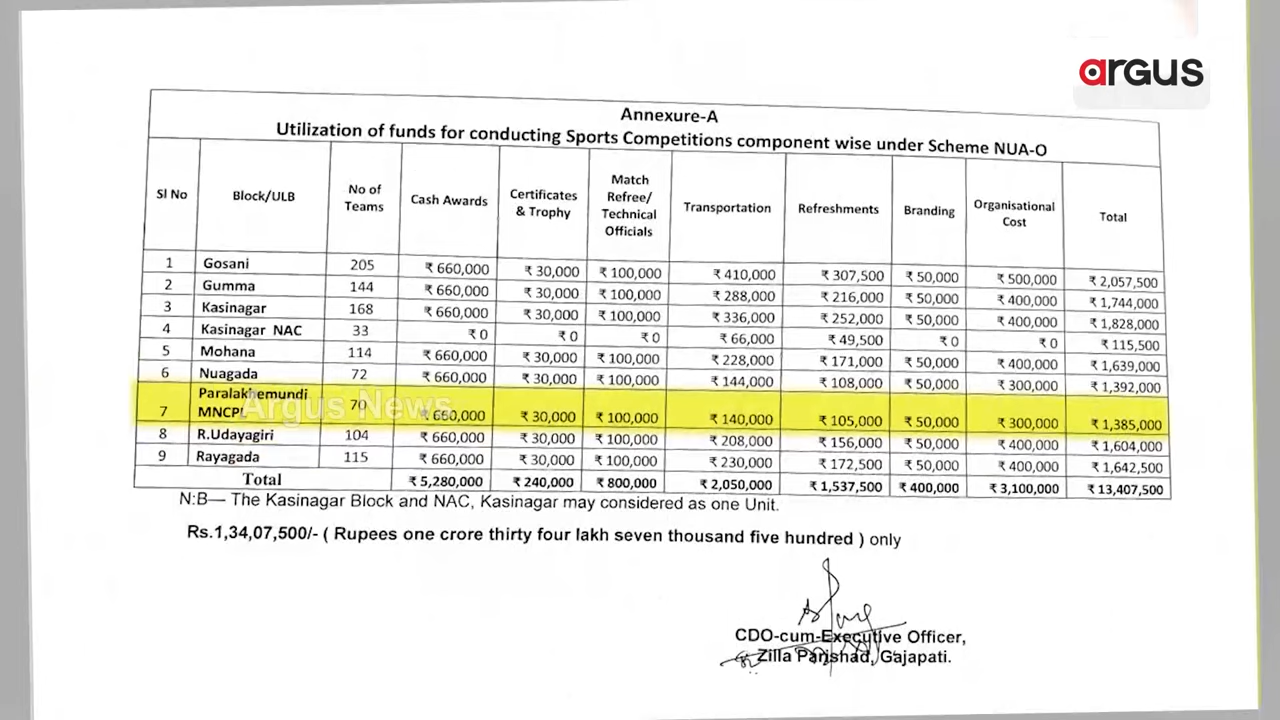 argus
Annexure-A
Utilization of funds for conducting Sports Competitions component wise under Scheme NUA-O
Sl No Block/ULB No of Teams Cash Awards Certificates & Trophy Match Refree/ Technical Officials Transportation Refreshments Branding Organisational Cost Total
1 Gosani 205 ₹ 660,000 ₹ 30,000 ₹ 100,000 ₹ 410,000 ₹ 307,500 ₹ 50,000 ₹ 500,000 ₹ 2,057,500
2 Gumma 144 ₹ 660,000 ₹ 30,000 ₹ 100,000 ₹ 288,000 ₹ 216,000 ₹ 50,000 ₹ 400,000 ₹ 1,744,000
3 Kasinagar 168 ₹ 660,000 ₹ 30,000 ₹ 100,000 ₹ 336,000 ₹ 252,000 ₹ 50,000 ₹ 400,000 ₹ 1,828,000
4 Kasinagar NAC 33 ₹ 0 ₹ 0 ₹ 0 ₹ 66,000 ₹ 49,500 ₹ 0 ₹ 0 ₹ 115,500
5 Mohana 114 ₹ 660,000 ₹ 30,000 ₹ 100,000 ₹ 228,000 ₹ 171,000 ₹ 50,000 ₹ 400,000 ₹ 1,639,000
6 Nuagada 72 ₹ 660,000 ₹ 30,000 ₹ 100,000 ₹ 144,000 ₹ 108,000 ₹ 50,000 ₹ 300,000 ₹ 1,392,000
7 Paralakhemundi MNCPL 70 ₹ 660,000 ₹ 30,000 ₹ 100,000 ₹ 140,000 ₹ 105,000 ₹ 50,000 ₹ 300,000 ₹ 1,385,000
Argus News
8 R.Udayagiri 104 ₹ 660,000 ₹ 30,000 ₹ 100,000 ₹ 208,000 ₹ 156,000 ₹ 50,000 ₹ 400,000 ₹ 1,604,000
9 Rayagada 115 ₹ 660,000 ₹ 30,000 ₹ 100,000 ₹ 230,000 ₹ 172,500 ₹ 50,000 ₹ 400,000 ₹ 1,642,500
Total ₹ 5,280,000 ₹ 240,000 ₹ 800,000 ₹ 2,050,000 ₹ 1,537,500 ₹ 400,000 ₹ 3,100,000 ₹ 13,407,500
N:B— The Kasinagar Block and NAC, Kasinagar may considered as one Unit.
Rs.1,34,07,500/- ( Rupees one crore thirty four lakh seven thousand five hundred ) only
CDO-cum-Executive Officer,
Zilla Parishad, Gajapati.